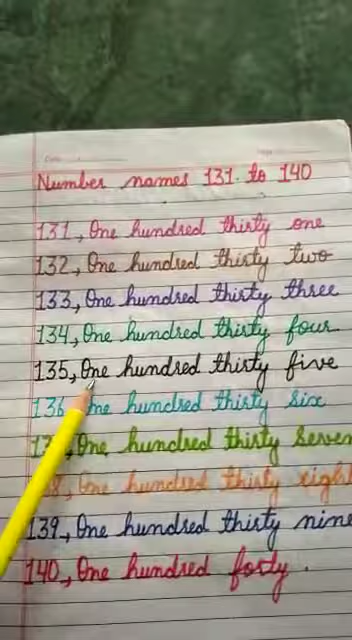 Number names 131 to 140
131, One hundred thirty one
132, One hundred thirty two
133, One hundred thirty three
134, One hundred thirty four
135, One hundred thirty five
136 One hundred thirty six
One hundred thirty seven
One hundred thirty eight
139, One hundred thirty nine
140, One hundred forty.